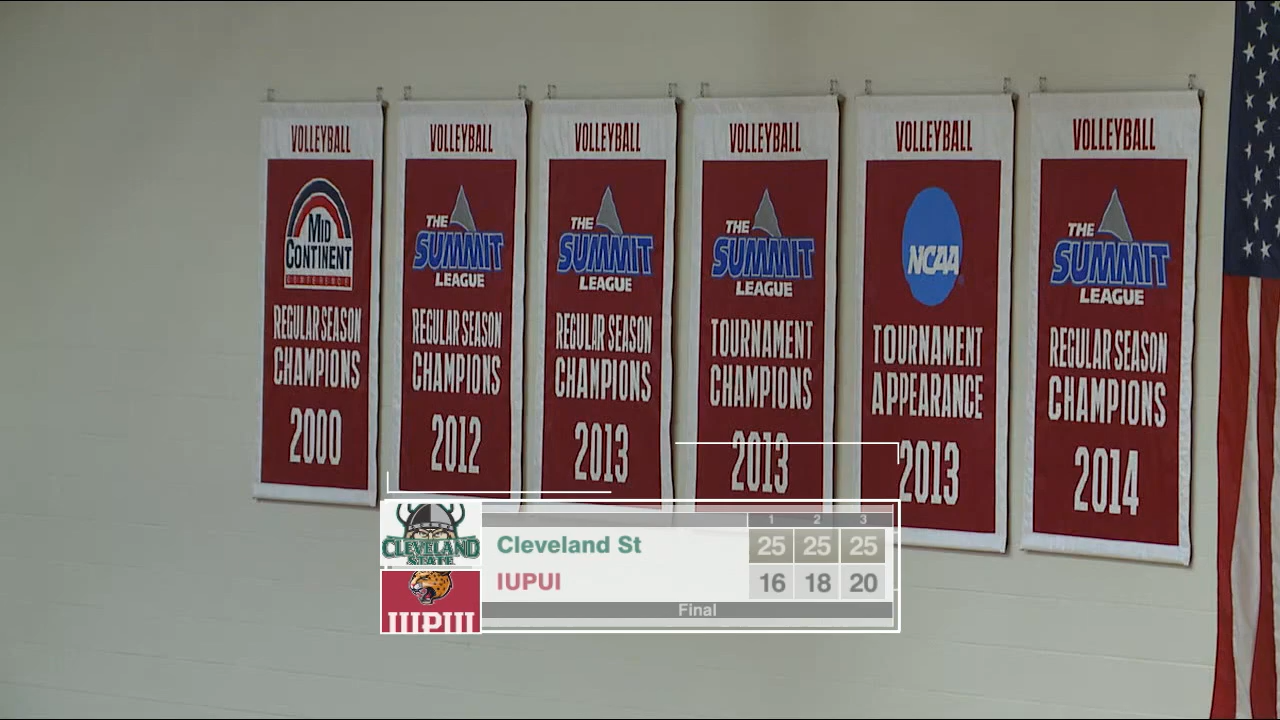 VOLLEYBALL
MID
CONTINENT
CONFERENCE
REGULAR SEASON
CHAMPIONS
2000
VOLLEYBALL
THE
SUMMIT
LEAGUE
REGULAR SEASON
CHAMPIONS
2012
VOLLEYBALL
THE
SUMMIT
LEAGUE
REGULAR SEASON
CHAMPIONS
2013
VOLLEYBALL
THE
SUMMIT
LEAGUE
TOURNAMENT
CHAMPIONS
2013
VOLLEYBALL
NCAA
TOURNAMENT
APPEARANCE
2013
VOLLEYBALL
THE
SUMMIT
LEAGUE
REGULAR SEASON
CHAMPIONS
2014
1 2 3
CLEVELAND
STATE
Cleveland St 25 25 25
IUPUI
IUPUI 16 18 20
Final